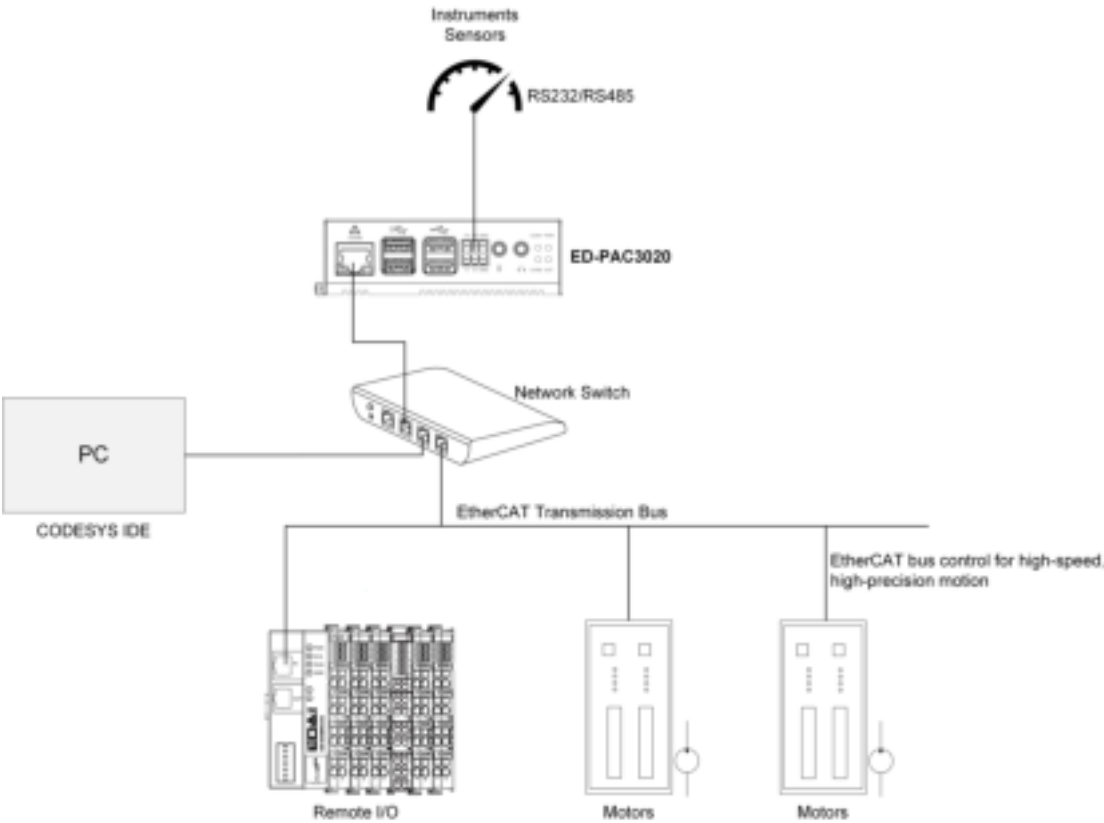 Instruments
Sensors
RS232/RS485
ED-PAC3020
Network Switch
PC
CODESYS IDE
EtherCAT Transmission Bus
EtherCAT bus control for high-speed,
high-precision motion
Remote I/O
Motors
Motors